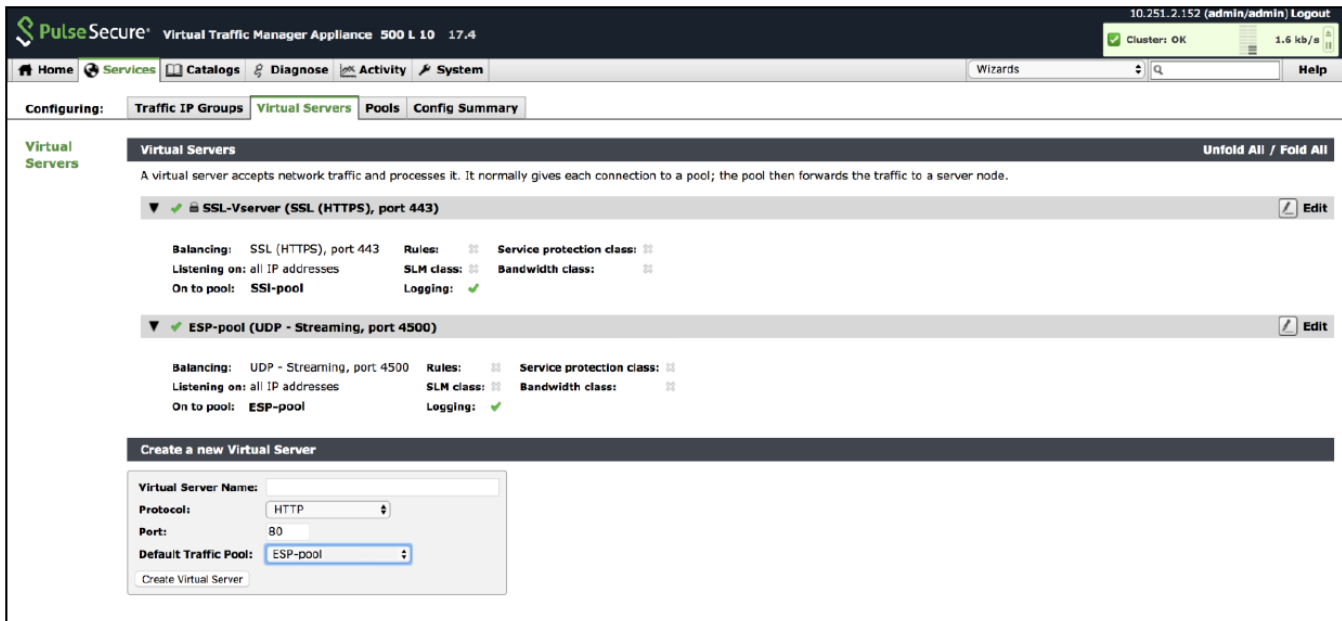 10.251.2.152 (admin/admin) Logout
PulseSecure® Virtual Traffic Manager Appliance 500 L 10 17.4
Cluster: OK 1.6 kb/s
Home Services Catalogs Diagnose Activity System Wizards Help
Configuring: Traffic IP Groups Virtual Servers Pools Config Summary
Virtual Servers
Virtual Servers Unfold All / Fold All
A virtual server accepts network traffic and processes it. It normally gives each connection to a pool; the pool then forwards the traffic to a server node.
SSL-Vserver (SSL (HTTPS), port 443) Edit
Balancing: SSL (HTTPS), port 443 Rules: Service protection class:
Listening on: all IP addresses SLM class: Bandwidth class:
On to pool: SSl-pool Logging:
ESP-pool (UDP - Streaming, port 4500) Edit
Balancing: UDP - Streaming, port 4500 Rules: Service protection class:
Listening on: all IP addresses SLM class: Bandwidth class:
On to pool: ESP-pool Logging:
Create a new Virtual Server
Virtual Server Name:
Protocol: HTTP
Port: 80
Default Traffic Pool: ESP-pool
Create Virtual Server